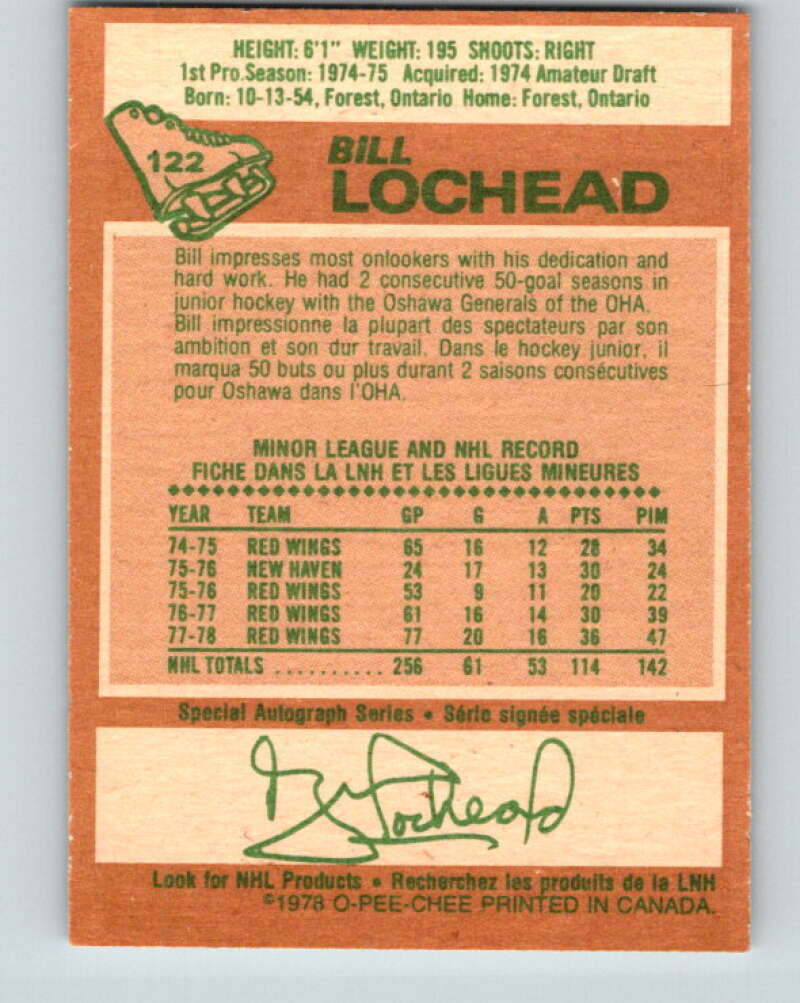 HEIGHT: 6'1" WEIGHT: 195 SHOOTS: RIGHT
1st Pro.Season: 1974-75 Acquired: 1974 Amateur Draft
Born: 10-13-54, Forest, Ontario Home: Forest, Ontario
122
BILL
LOCHEAD
Bill impresses most onlookers with his dedication and
hard work. He had 2 consecutive 50-goal seasons in
junior hockey with the Oshawa Generals of the OHA.
Bill impressionne la plupart des spectateurs par son
ambition et son dur travail. Dans le hockey junior, il
marqua 50 buts ou plus durant 2 saisons consécutives
pour Oshawa dans l'OHA.
MINOR LEAGUE AND NHL RECORD
FICHE DANS LA LNH ET LES LIGUES MINEURES
YEAR TEAM GP G A PTS PIM
74-75 RED WINGS 65 16 12 28 34
75-76 NEW HAVEN 24 17 13 30 24
75-76 RED WINGS 53 9 11 20 22
76-77 RED WINGS 61 16 14 30 39
77-78 RED WINGS 77 20 16 36 47
NHL TOTALS .......... 256 61 53 114 142
Special Autograph Series • Série signée spéciale
Bill Lochead
Look for NHL Products • Recherchez les produits de la LNH
©1978 O-PEE-CHEE PRINTED IN CANADA.